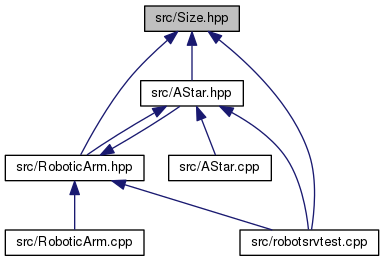 src/Size.hpp
src/AStar.hpp
src/RoboticArm.hpp
src/AStar.cpp
src/RoboticArm.cpp
src/robotsrvtest.cpp